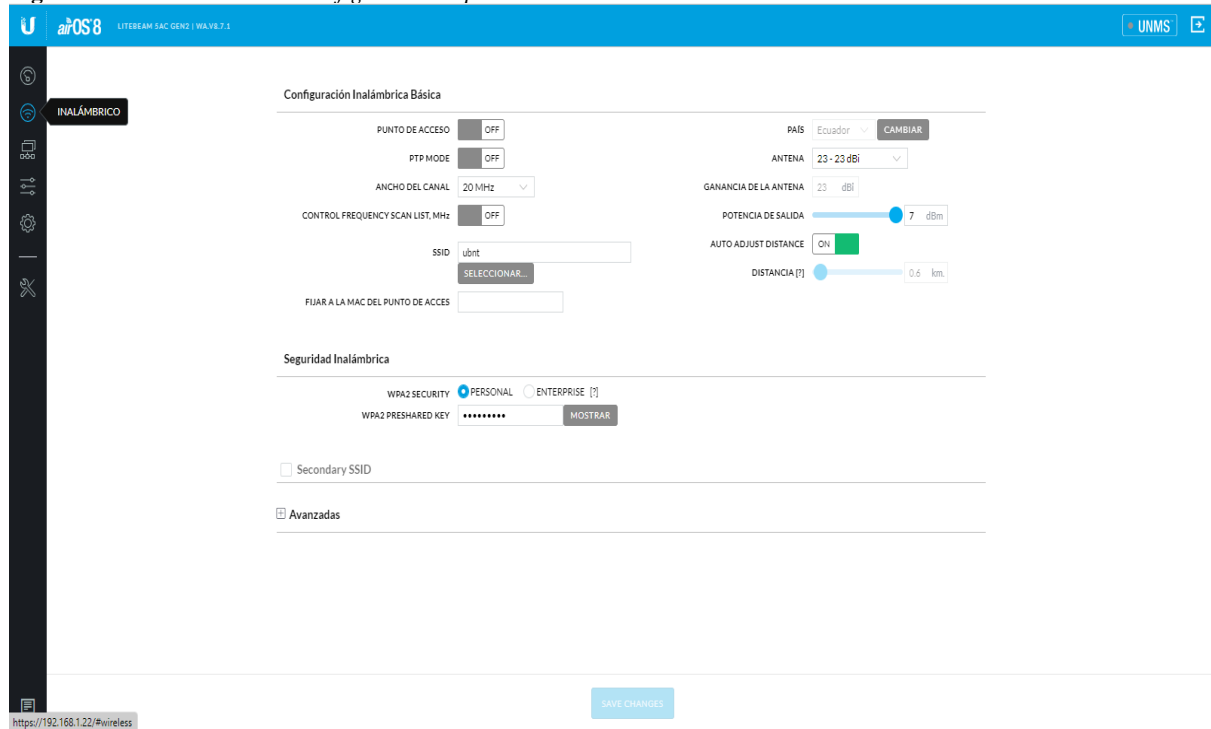 airOS°8 LITEBEAM 5AC GEN2 | WA.V8.7.1
UNMS
INALÁMBRICO
Configuración Inalámbrica Básica
PUNTO DE ACCESO OFF
PTP MODE OFF
ANCHO DEL CANAL 20 MHz
CONTROL FREQUENCY SCAN LIST, MHz OFF
SSID ubnt
SELECCIONAR...
FIJAR A LA MAC DEL PUNTO DE ACCES
PAÍS Ecuador CAMBIAR
ANTENA 23 - 23 dBi
GANANCIA DE LA ANTENA 23 dBi
POTENCIA DE SALIDA 7 dBm
AUTO ADJUST DISTANCE ON
DISTANCIA [?] 0.6 km.
Seguridad Inalámbrica
WPA2 SECURITY PERSONAL ENTERPRISE [?]
WPA2 PRESHARED KEY ••••••••• MOSTRAR
Secondary SSID
Avanzadas
SAVE CHANGES
https://192.168.1.22/#wireless